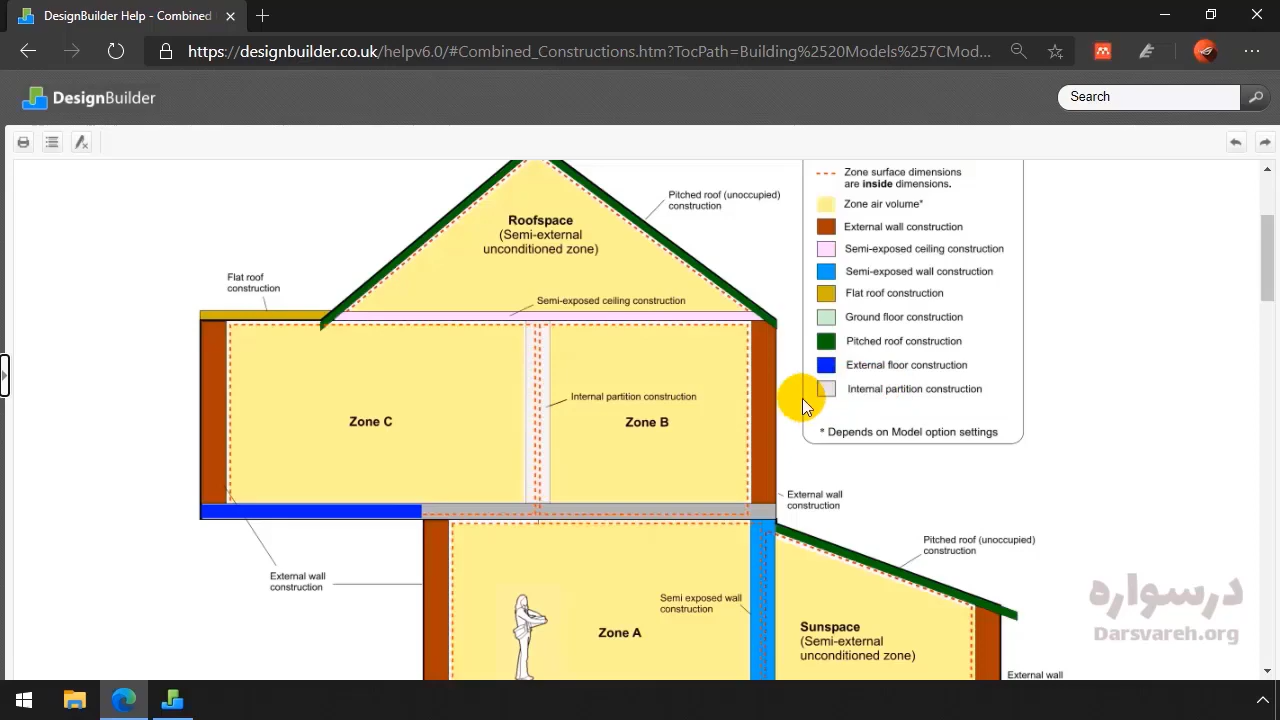 DesignBuilder Help - Combined
https://designbuilder.co.uk/helpv6.0/#Combined_Constructions.htm?TocPath=Building%2520Models%257CMod...
DesignBuilder
Search
Zone surface dimensions
are inside dimensions.
Zone air volume*
External wall construction
Semi-exposed ceiling construction
Semi-exposed wall construction
Flat roof construction
Ground floor construction
Pitched roof construction
External floor construction
Internal partition construction
* Depends on Model option settings
Pitched roof (unoccupied)
construction
Roofspace
(Semi-external
unconditioned zone)
Flat roof
construction
Semi-exposed ceiling construction
Internal partition construction
Zone C
Zone B
External wall
construction
Pitched roof (unoccupied)
construction
External wall
construction
Semi exposed wall
construction
Zone A
Sunspace
(Semi-external
unconditioned zone)
External wall
درسواره
Darsvareh.org